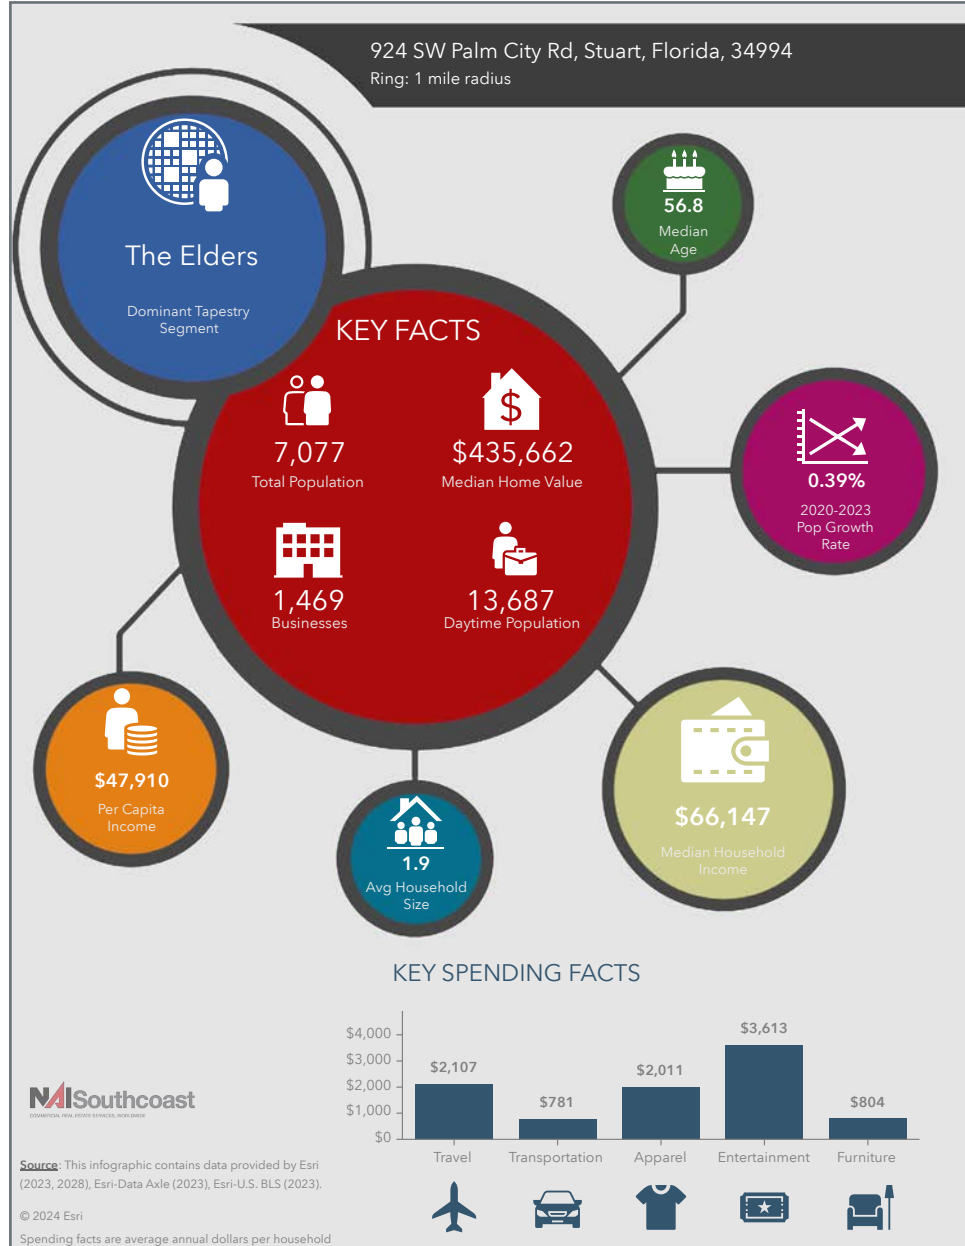 924 SW Palm City Rd, Stuart, Florida, 34994
Ring: 1 mile radius
The Elders
Dominant Tapestry
Segment
56.8
Median
Age
KEY FACTS
7,077
Total Population
$435,662
Median Home Value
1,469
Businesses
13,687
Daytime Population
0.39%
2020-2023
Pop Growth
Rate
$47,910
Per Capita
Income
1.9
Avg Household
Size
$66,147
Median Household
Income
KEY SPENDING FACTS
$4,000
$3,000
$2,000
$1,000
$0
$2,107
$781
$2,011
$3,613
$804
Travel
Transportation
Apparel
Entertainment
Furniture
NAISouthcoast
COMMERCIAL REAL ESTATE SERVICES, WORLDWIDE
Source: This infographic contains data provided by Esri
(2023, 2028), Esri-Data Axle (2023), Esri-U.S. BLS (2023).
© 2024 Esri
Spending facts are average annual dollars per household